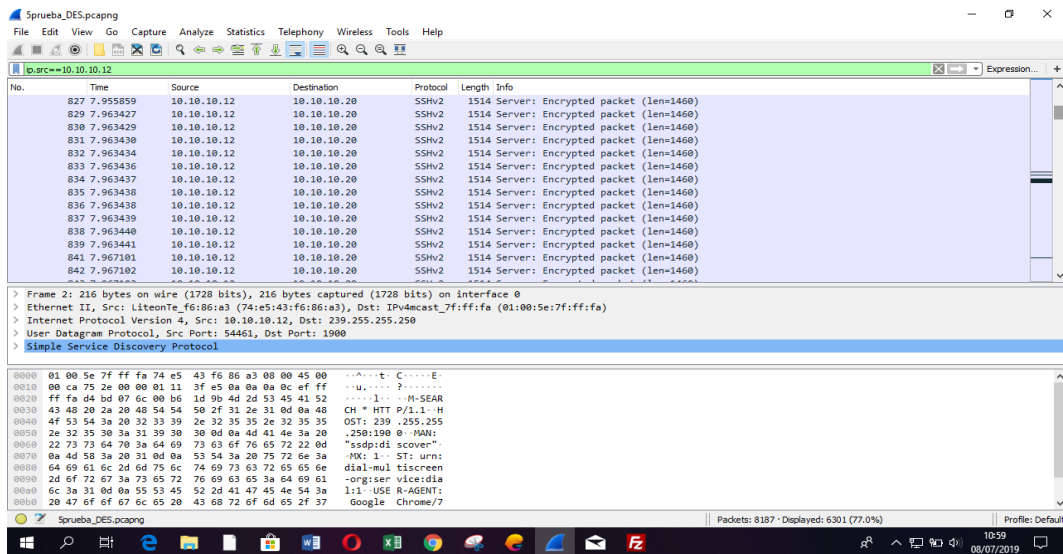 5prueba_DES.pcapng
File Edit View Go Capture Analyze Statistics Telephony Wireless Tools Help
ip.src==10.10.10.12 Expression... +
No. Time Source Destination Protocol Length Info
827 7.955859 10.10.10.12 10.10.10.20 SSHv2 1514 Server: Encrypted packet (len=1460)
829 7.963427 10.10.10.12 10.10.10.20 SSHv2 1514 Server: Encrypted packet (len=1460)
830 7.963429 10.10.10.12 10.10.10.20 SSHv2 1514 Server: Encrypted packet (len=1460)
831 7.963430 10.10.10.12 10.10.10.20 SSHv2 1514 Server: Encrypted packet (len=1460)
832 7.963434 10.10.10.12 10.10.10.20 SSHv2 1514 Server: Encrypted packet (len=1460)
833 7.963436 10.10.10.12 10.10.10.20 SSHv2 1514 Server: Encrypted packet (len=1460)
834 7.963437 10.10.10.12 10.10.10.20 SSHv2 1514 Server: Encrypted packet (len=1460)
835 7.963438 10.10.10.12 10.10.10.20 SSHv2 1514 Server: Encrypted packet (len=1460)
836 7.963438 10.10.10.12 10.10.10.20 SSHv2 1514 Server: Encrypted packet (len=1460)
837 7.963439 10.10.10.12 10.10.10.20 SSHv2 1514 Server: Encrypted packet (len=1460)
838 7.963440 10.10.10.12 10.10.10.20 SSHv2 1514 Server: Encrypted packet (len=1460)
839 7.963441 10.10.10.12 10.10.10.20 SSHv2 1514 Server: Encrypted packet (len=1460)
841 7.967101 10.10.10.12 10.10.10.20 SSHv2 1514 Server: Encrypted packet (len=1460)
842 7.967102 10.10.10.12 10.10.10.20 SSHv2 1514 Server: Encrypted packet (len=1460)
> Frame 2: 216 bytes on wire (1728 bits), 216 bytes captured (1728 bits) on interface 0
> Ethernet II, Src: LiteonTe_f6:86:a3 (74:e5:43:f6:86:a3), Dst: IPv4mcast_7f:ff:fa (01:00:5e:7f:ff:fa)
> Internet Protocol Version 4, Src: 10.10.10.12, Dst: 239.255.255.250
> User Datagram Protocol, Src Port: 54461, Dst Port: 1900
> Simple Service Discovery Protocol
0000 01 00 5e 7f ff fa 74 e5 43 f6 86 a3 08 00 45 00 ··^···t· C·····E·
0010 00 ca 75 2e 00 00 01 11 3f e5 0a 0a 0a 0c ef ff ··u.···· ?·······
0020 ff fa d4 bd 07 6c 00 b6 1d 9b 4d 2d 53 45 41 52 ·····l·· ··M-SEAR
0030 43 48 20 2a 20 48 54 54 50 2f 31 2e 31 0d 0a 48 CH * HTT P/1.1··H
0040 4f 53 54 3a 20 32 33 39 2e 32 35 35 2e 32 35 35 OST: 239 .255.255
0050 2e 32 35 30 3a 31 39 30 30 0d 0a 4d 41 4e 3a 20 .250:190 0··MAN:
0060 22 73 73 64 70 3a 64 69 73 63 6f 76 65 72 22 0d "ssdp:di scover"·
0070 0a 4d 58 3a 20 31 0d 0a 53 54 3a 20 75 72 6e 3a ·MX: 1·· ST: urn:
0080 64 69 61 6c 2d 6d 75 6c 74 69 73 63 72 65 65 6e dial-mul tiscreen
0090 2d 6f 72 67 3a 73 65 72 76 69 63 65 3a 64 69 61 -org:ser vice:dia
00a0 6c 3a 31 0d 0a 55 53 45 52 2d 41 47 45 4e 54 3a l:1··USE R-AGENT:
00b0 20 47 6f 6f 67 6c 65 20 43 68 72 6f 6d 65 2f 37 Google Chrome/7
5prueba_DES.pcapng Packets: 8187 · Displayed: 6301 (77.0%) Profile: Default
10:59
08/07/2019